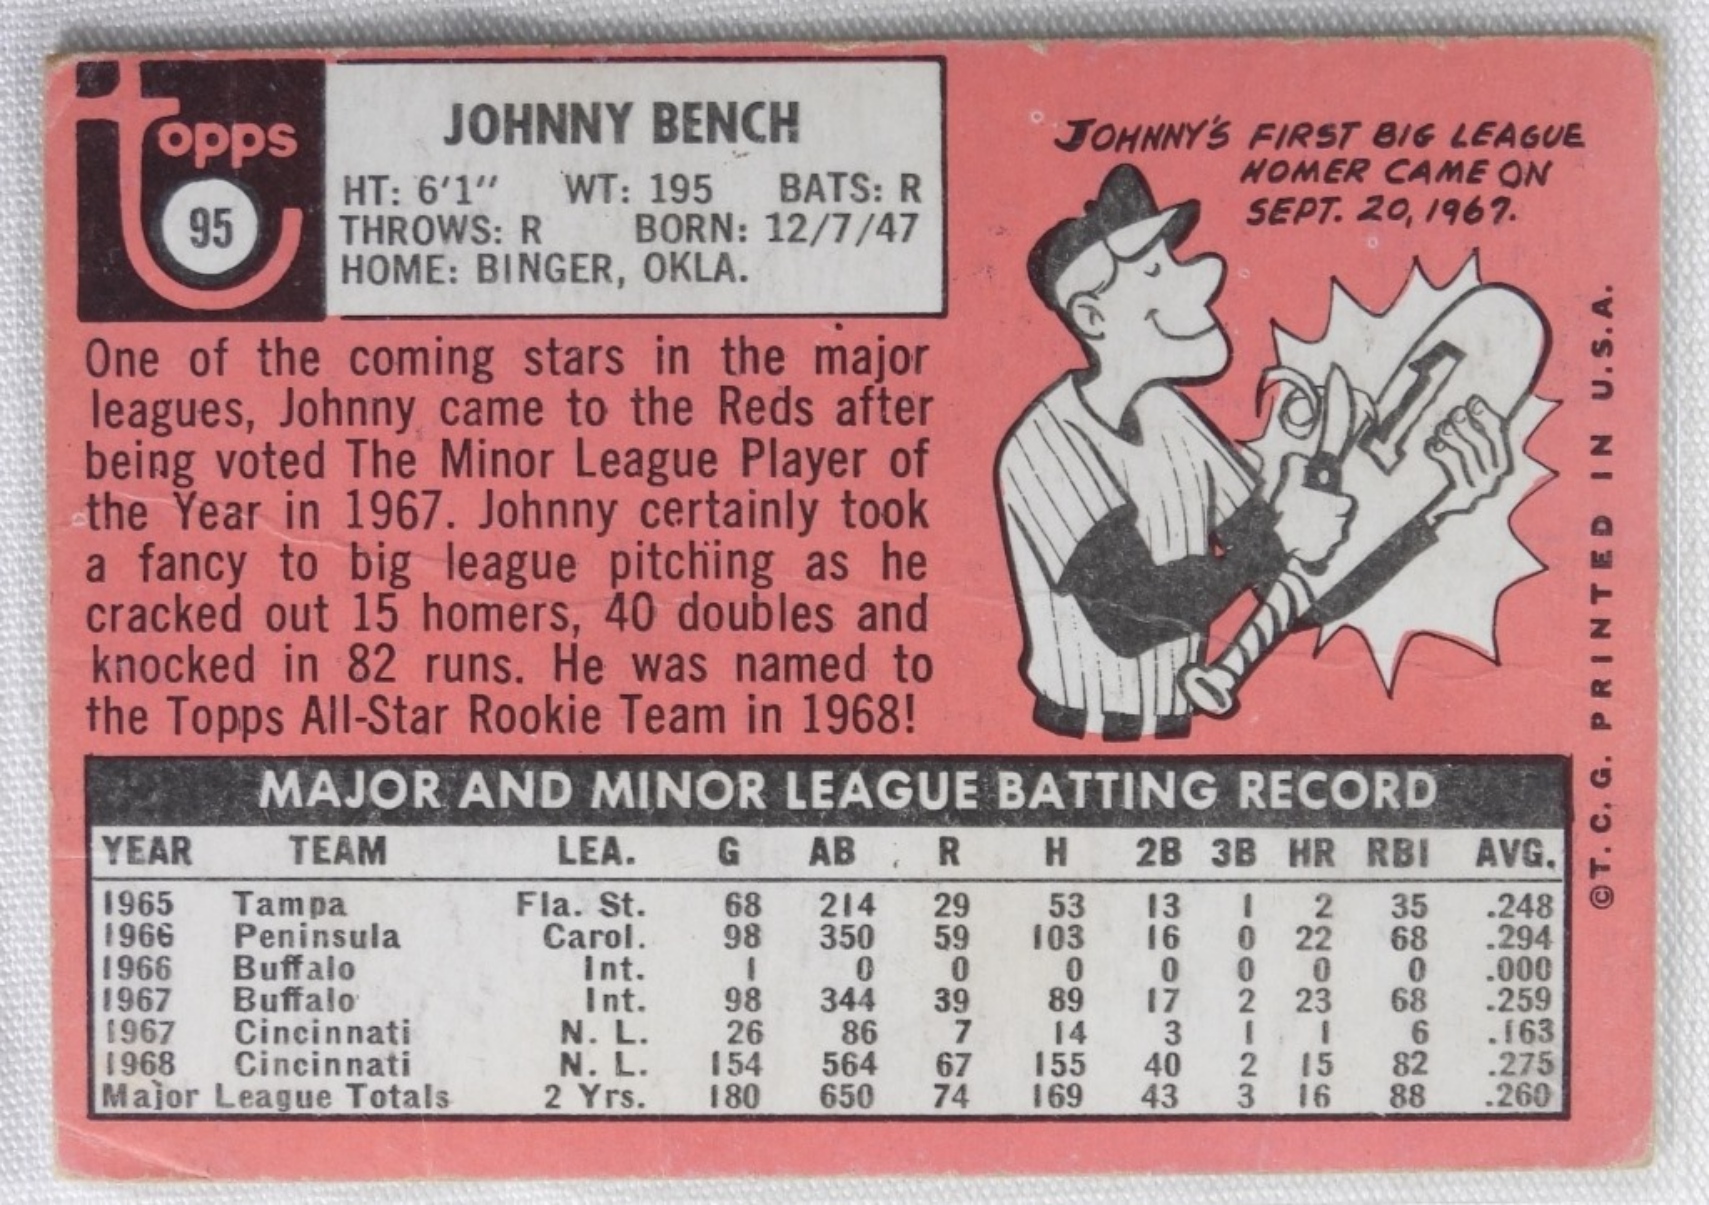 Topps
95
JOHNNY BENCH
HT: 6'1" WT: 195 BATS: R
THROWS: R BORN: 12/7/47
HOME: BINGER, OKLA.
JOHNNY'S FIRST BIG LEAGUE
HOMER CAME ON
SEPT. 20, 1967.
1
One of the coming stars in the major
leagues, Johnny came to the Reds after
being voted The Minor League Player of
the Year in 1967. Johnny certainly took
a fancy to big league pitching as he
cracked out 15 homers, 40 doubles and
knocked in 82 runs. He was named to
the Topps All-Star Rookie Team in 1968!
MAJOR AND MINOR LEAGUE BATTING RECORD
YEAR TEAM LEA. G AB R H 2B 3B HR RBI AVG.
1965 Tampa Fla. St. 68 214 29 53 13 1 2 35 .248
1966 Peninsula Carol. 98 350 59 103 16 0 22 68 .294
1966 Buffalo Int. 1 0 0 0 0 0 0 0 .000
1967 Buffalo Int. 98 344 39 89 17 2 23 68 .259
1967 Cincinnati N. L. 26 86 7 14 3 1 1 6 .163
1968 Cincinnati N. L. 154 564 67 155 40 2 15 82 .275
Major League Totals 2 Yrs. 180 650 74 169 43 3 16 88 .260
©T. C. G. PRINTED IN U.S.A.